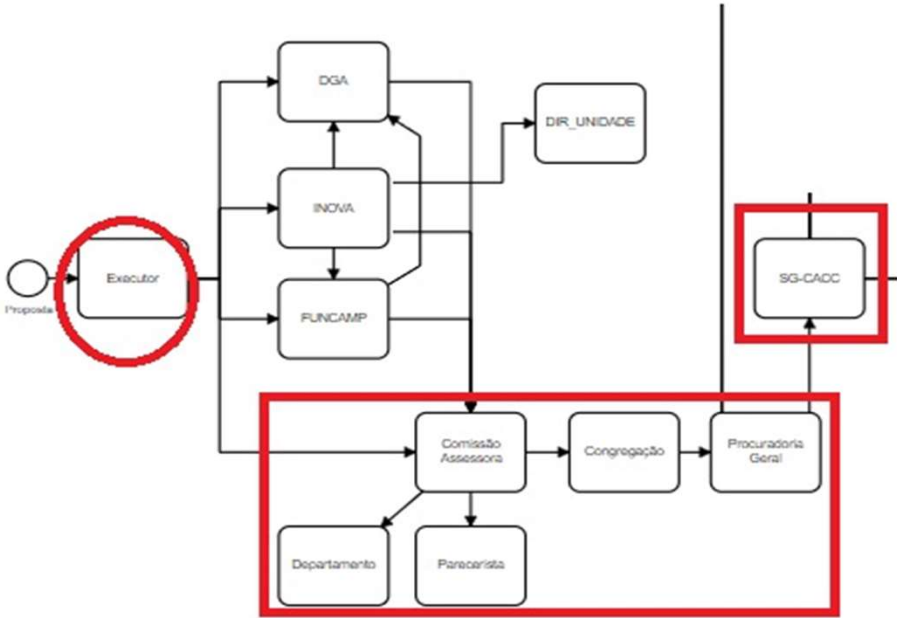 DGA
DIR_UNIDADE
INOVA
Executor
Proposta
FUNCAMP
SG-CACC
Comissão
Assessora
Congregação
Procuradoria
Geral
Departamento
Parecerista